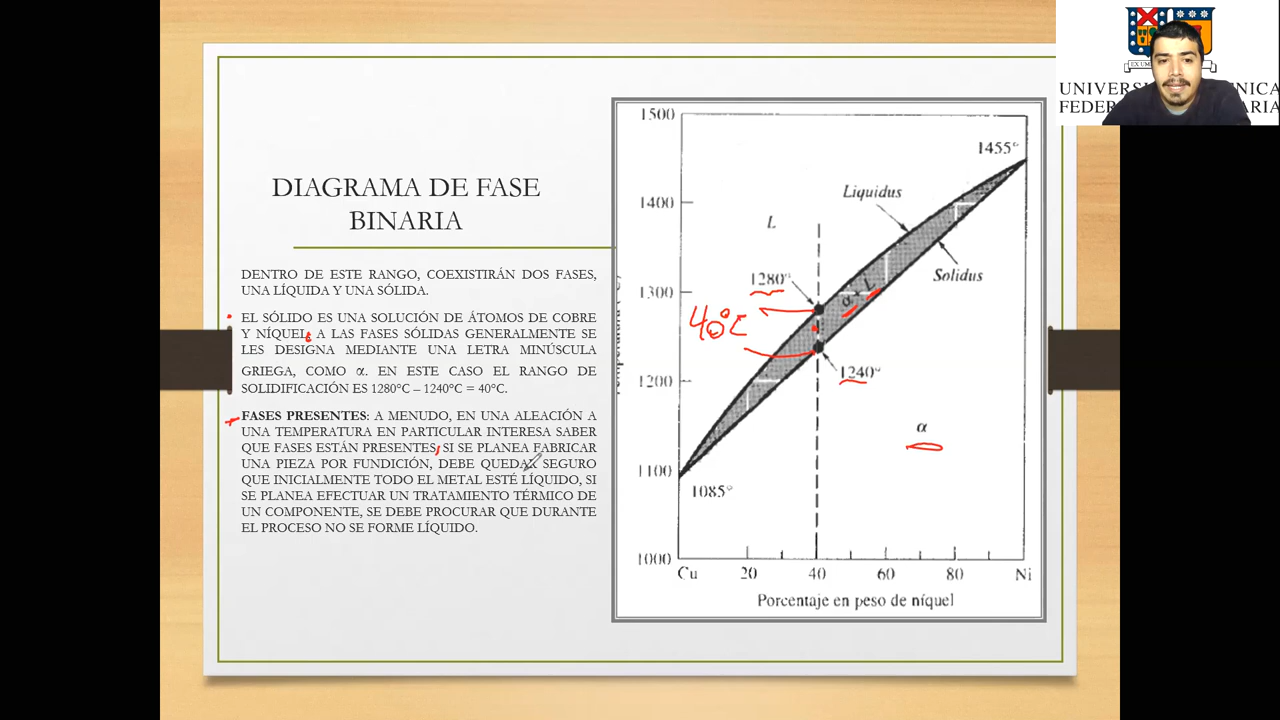 DIAGRAMA DE FASE
BINARIA
DENTRO DE ESTE RANGO, COEXISTIRÁN DOS FASES,
UNA LÍQUIDA Y UNA SÓLIDA.
EL SÓLIDO ES UNA SOLUCIÓN DE ÁTOMOS DE COBRE
Y NÍQUEL; A LAS FASES SÓLIDAS GENERALMENTE SE
LES DESIGNA MEDIANTE UNA LETRA MINÚSCULA
GRIEGA, COMO α. EN ESTE CASO EL RANGO DE
SOLIDIFICACIÓN ES 1280°C – 1240°C = 40°C.
FASES PRESENTES: A MENUDO, EN UNA ALEACIÓN A
UNA TEMPERATURA EN PARTICULAR INTERESA SABER
QUE FASES ESTÁN PRESENTES, SI SE PLANEA FABRICAR
UNA PIEZA POR FUNDICIÓN, DEBE QUEDAR SEGURO
QUE INICIALMENTE TODO EL METAL ESTÉ LÍQUIDO, SI
SE PLANEA EFECTUAR UN TRATAMIENTO TÉRMICO DE
UN COMPONENTE, SE DEBE PROCURAR QUE DURANTE
EL PROCESO NO SE FORME LÍQUIDO.
1500
1455°
1400
Liquidus
L
Solidus
1280°
1300
α + L
40°C
1240°
1200
α
1100
1085°
1000
Cu 20 40 60 80 Ni
Porcentaje en peso de níquel